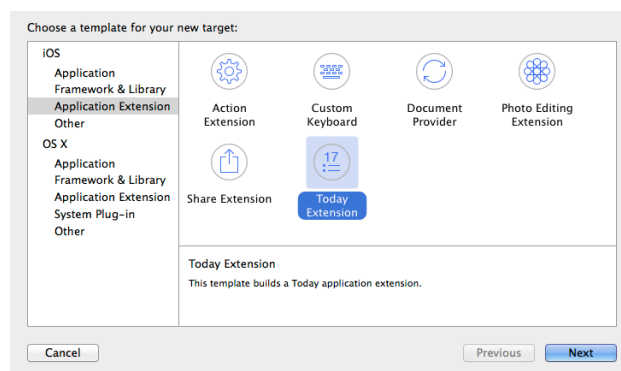 Choose a template for your new target:
iOS
Application
Framework & Library
Application Extension
Other
OS X
Application
Framework & Library
Application Extension
System Plug-in
Other
Action
Extension
Custom
Keyboard
Document
Provider
Photo Editing
Extension
Share Extension
17
Today
Extension
Today Extension
This template builds a Today application extension.
Cancel
Previous
Next